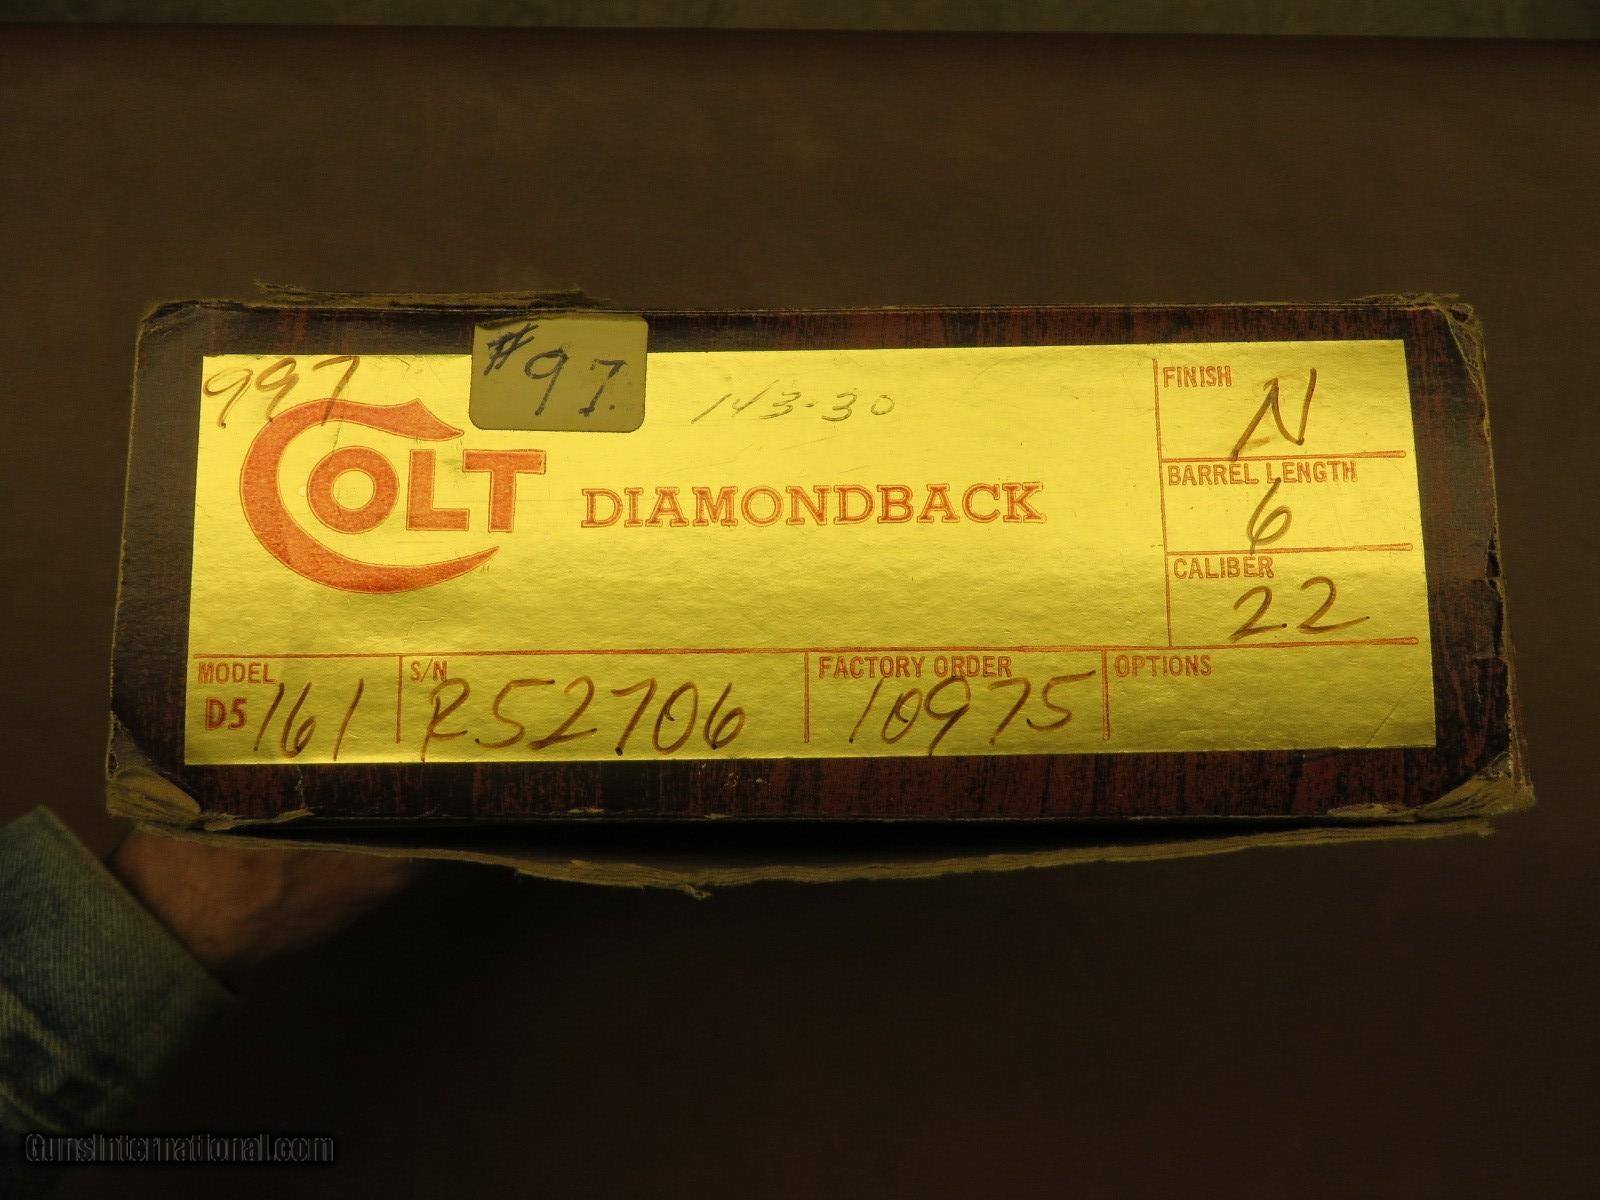 997
#97.
143-30
COLT
DIAMONDBACK
FINISH
N
BARREL LENGTH
6
CALIBER
22
MODEL
D5 161
S/N
R52706
FACTORY ORDER
10975
OPTIONS
GunsInternational.com